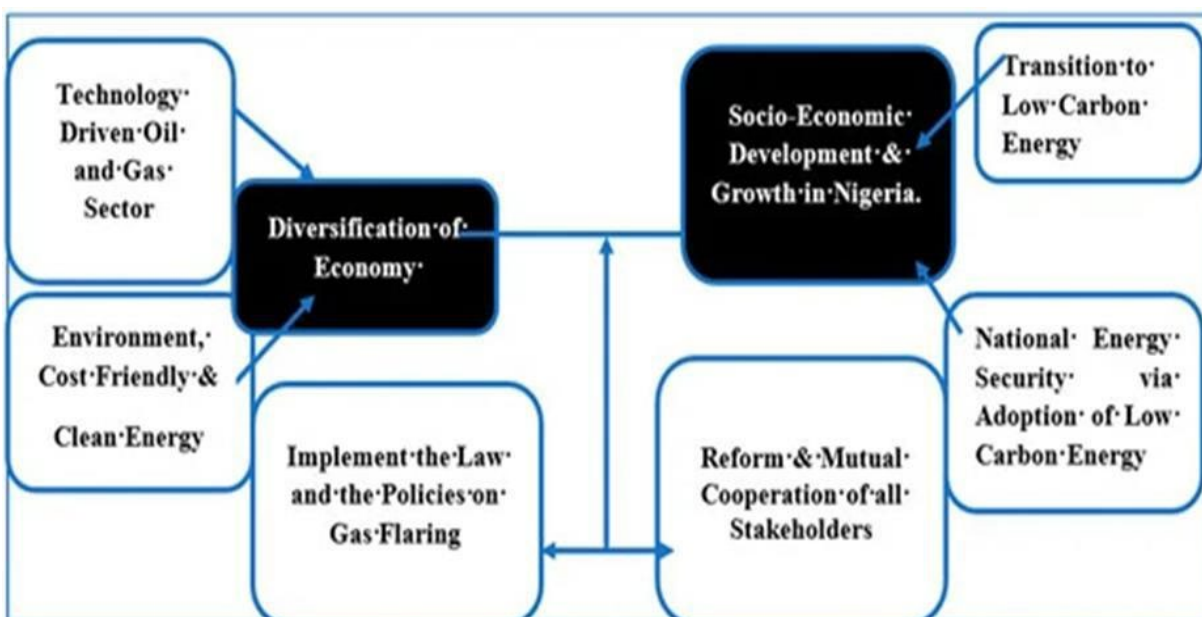 Technology
Driven Oil
and Gas
Sector
Diversification of
Economy
Environment,
Cost Friendly &
Clean Energy
Implement the Law
and the Policies on
Gas Flaring
Socio-Economic
Development &
Growth in Nigeria.
Transition to
Low Carbon
Energy
National Energy
Security via
Adoption of Low
Carbon Energy
Reform & Mutual
Cooperation of all
Stakeholders